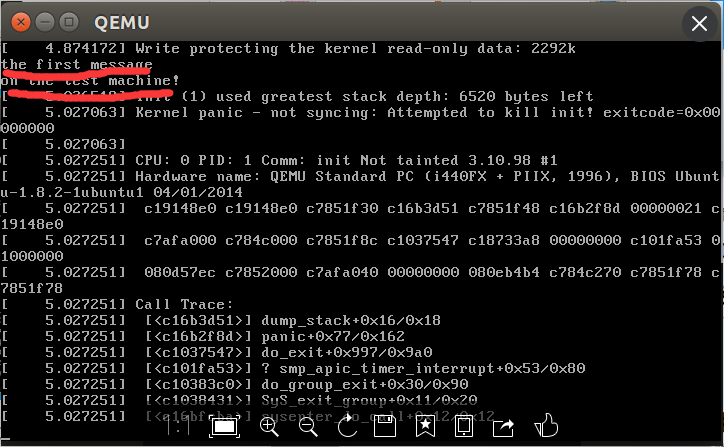 QEMU
[    4.874172] Write protecting the kernel read-only data: 2292k
the first message
on the test machine!
[    5.026518] init (1) used greatest stack depth: 6520 bytes left
[    5.027063] Kernel panic - not syncing: Attempted to kill init! exitcode=0x00
000000
[    5.027063]
[    5.027251] CPU: 0 PID: 1 Comm: init Not tainted 3.10.98 #1
[    5.027251] Hardware name: QEMU Standard PC (i440FX + PIIX, 1996), BIOS Ubunt
u-1.8.2-1ubuntu1 04/01/2014
[    5.027251]  c19148e0 c19148e0 c7851f30 c16b3d51 c7851f48 c16b2f8d 00000021 c
19148e0
[    5.027251]  c7afa000 c784c000 c7851f8c c1037547 c18733a8 00000000 c101fa53 0
1000000
[    5.027251]  080d57ec c7852000 c7afa040 00000000 080eb4b4 c784c270 c7851f78 c
7851f78
[    5.027251] Call Trace:
[    5.027251]  [<c16b3d51>] dump_stack+0x16/0x18
[    5.027251]  [<c16b2f8d>] panic+0x77/0x162
[    5.027251]  [<c1037547>] do_exit+0x997/0x9a0
[    5.027251]  [<c101fa53>] ? smp_apic_timer_interrupt+0x53/0x80
[    5.027251]  [<c10383c0>] do_group_exit+0x30/0x90
[    5.027251]  [<c1038431>] SyS_exit_group+0x11/0x20
[    5.027251]  sysenter_do_call+0x12/0x12